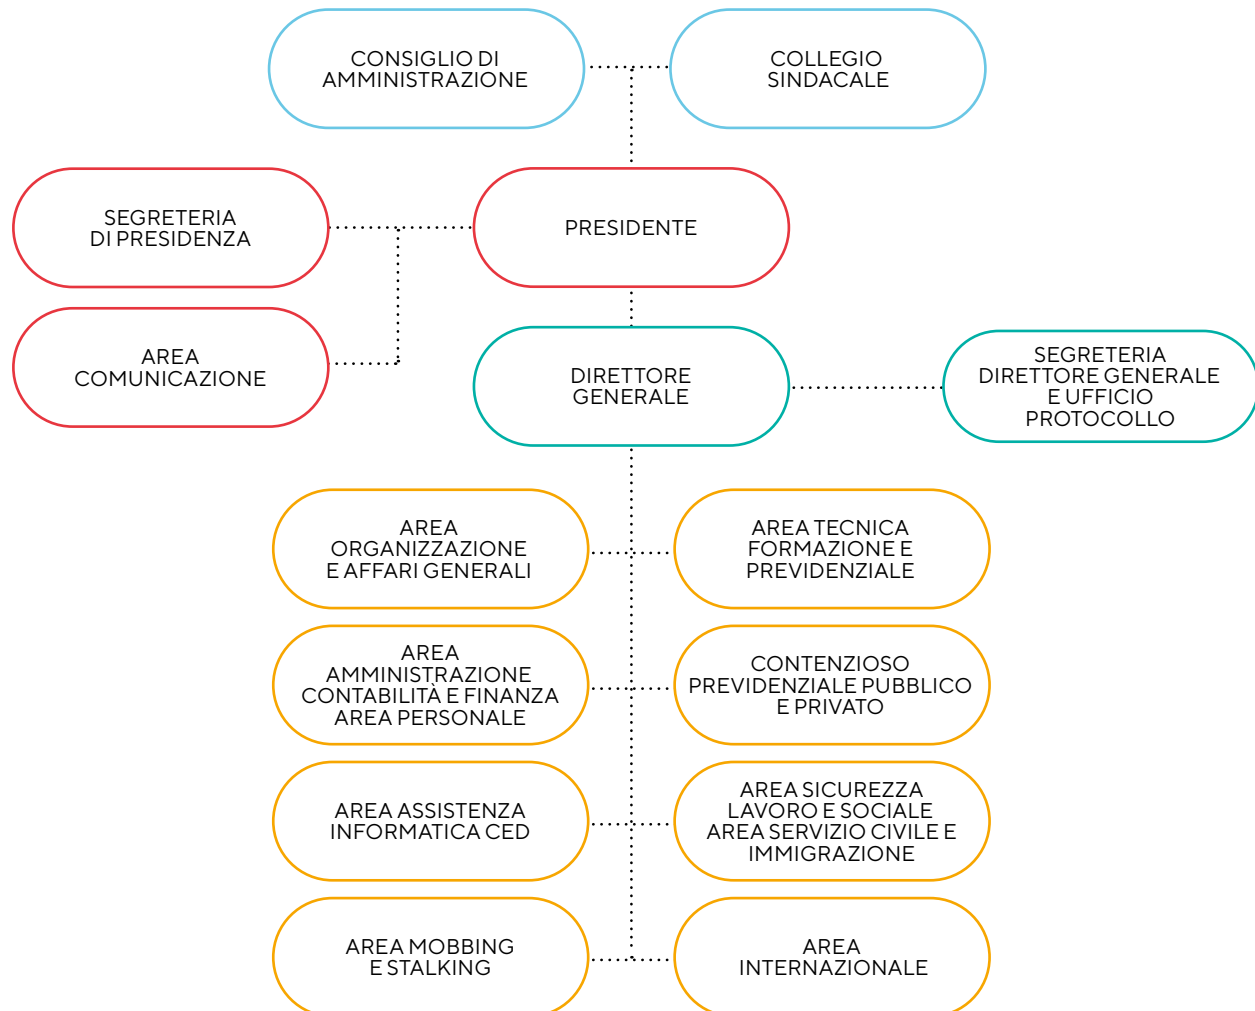 CONSIGLIO DI
AMMINISTRAZIONE
COLLEGIO
SINDACALE
SEGRETERIA
DI PRESIDENZA
PRESIDENTE
AREA
COMUNICAZIONE
DIRETTORE
GENERALE
SEGRETERIA
DIRETTORE GENERALE
E UFFICIO
PROTOCOLLO
AREA
ORGANIZZAZIONE
E AFFARI GENERALI
AREA TECNICA
FORMAZIONE E
PREVIDENZIALE
AREA
AMMINISTRAZIONE
CONTABILITÀ E FINANZA
AREA PERSONALE
CONTENZIOSO
PREVIDENZIALE PUBBLICO
E PRIVATO
AREA ASSISTENZA
INFORMATICA CED
AREA SICUREZZA
LAVORO E SOCIALE
AREA SERVIZIO CIVILE E
IMMIGRAZIONE
AREA MOBBING
E STALKING
AREA
INTERNAZIONALE